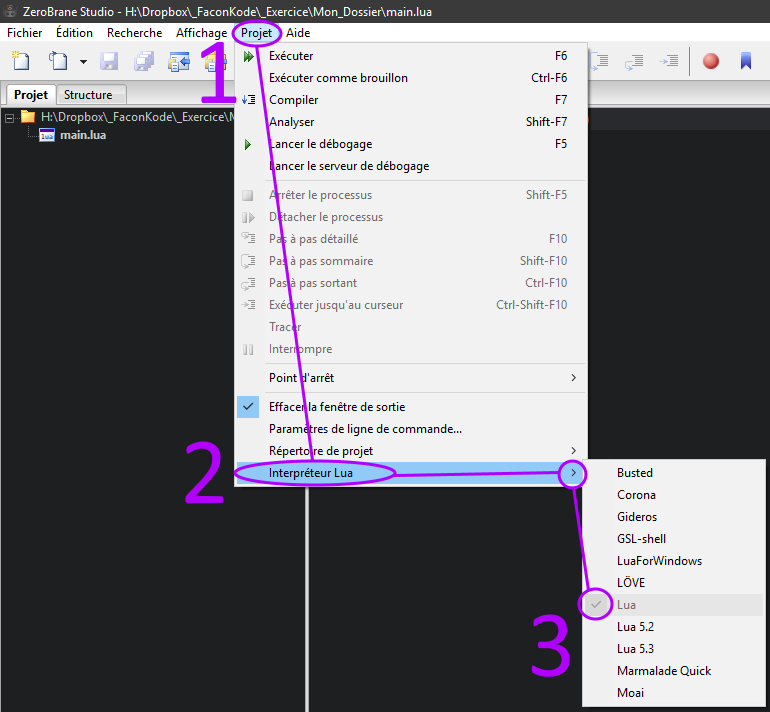 ZeroBrane Studio - H:\Dropbox\_FaconKode\_Exercice\Mon_Dossier\main.lua
Fichier Édition Recherche Affichage Projet Aide
1
Projet Structure
H:\Dropbox\_FaconKode\_Exercice\
main.lua
Exécuter F6
Exécuter comme brouillon Ctrl-F6
Compiler F7
Analyser Shift-F7
Lancer le débogage F5
Lancer le serveur de débogage
Arrêter le processus Shift-F5
Détacher le processus
Pas à pas détaillé F10
Pas à pas sommaire Shift-F10
Pas à pas sortant Ctrl-F10
Exécuter jusqu'au curseur Ctrl-Shift-F10
Tracer
Interrompre
Point d'arrêt
Effacer la fenêtre de sortie
Paramètres de ligne de commande...
Répertoire de projet
2
Interpréteur Lua
Busted
Corona
Gideros
GSL-shell
LuaForWindows
LÖVE
Lua
3
Lua 5.2
Lua 5.3
Marmalade Quick
Moai